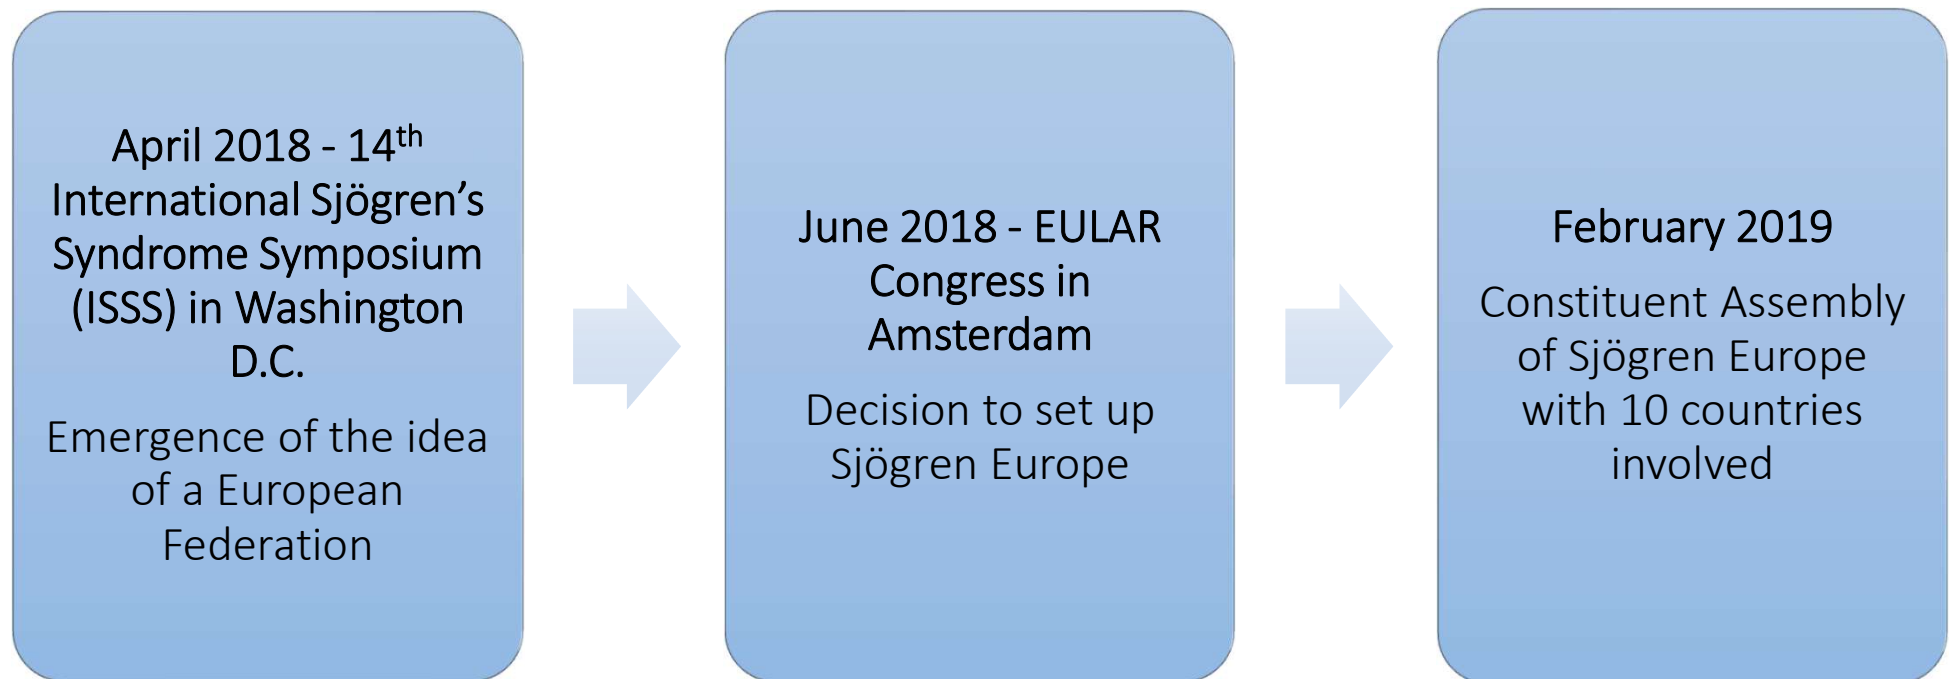 April 2018 - 14th
International Sjögren’s
Syndrome Symposium
(ISSS) in Washington
D.C.
Emergence of the idea
of a European
Federation
June 2018 - EULAR
Congress in
Amsterdam
Decision to set up
Sjögren Europe
February 2019
Constituent Assembly
of Sjögren Europe
with 10 countries
involved